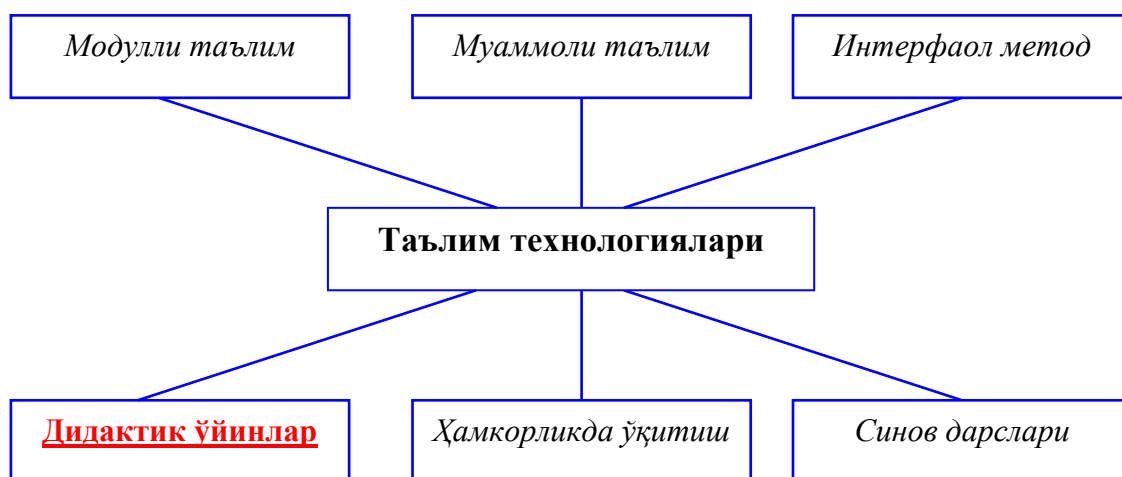 Модулли таълим
Муаммоли таълим
Интерфаол метод
Таълим технологиялари
Дидактик ўйинлар
Ҳамкорликда ўқитиш
Синов дарслари